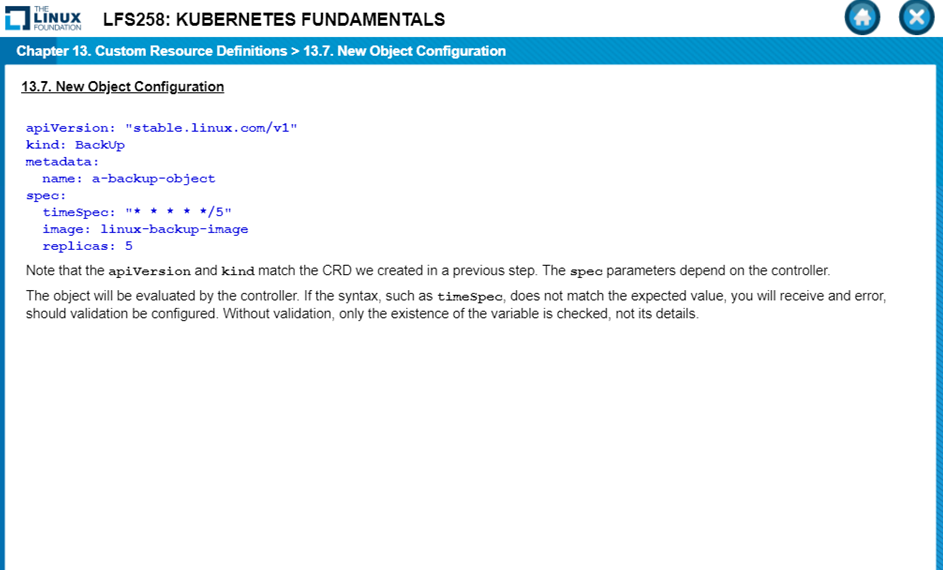 THE
LINUX
FOUNDATION
LFS258: KUBERNETES FUNDAMENTALS
Chapter 13. Custom Resource Definitions > 13.7. New Object Configuration
13.7. New Object Configuration
apiVersion: "stable.linux.com/v1"
kind: BackUp
metadata:
  name: a-backup-object
spec:
  timeSpec: "* * * * */5"
  image: linux-backup-image
  replicas: 5
Note that the apiVersion and kind match the CRD we created in a previous step. The spec parameters depend on the controller.
The object will be evaluated by the controller. If the syntax, such as timeSpec, does not match the expected value, you will receive and error,
should validation be configured. Without validation, only the existence of the variable is checked, not its details.